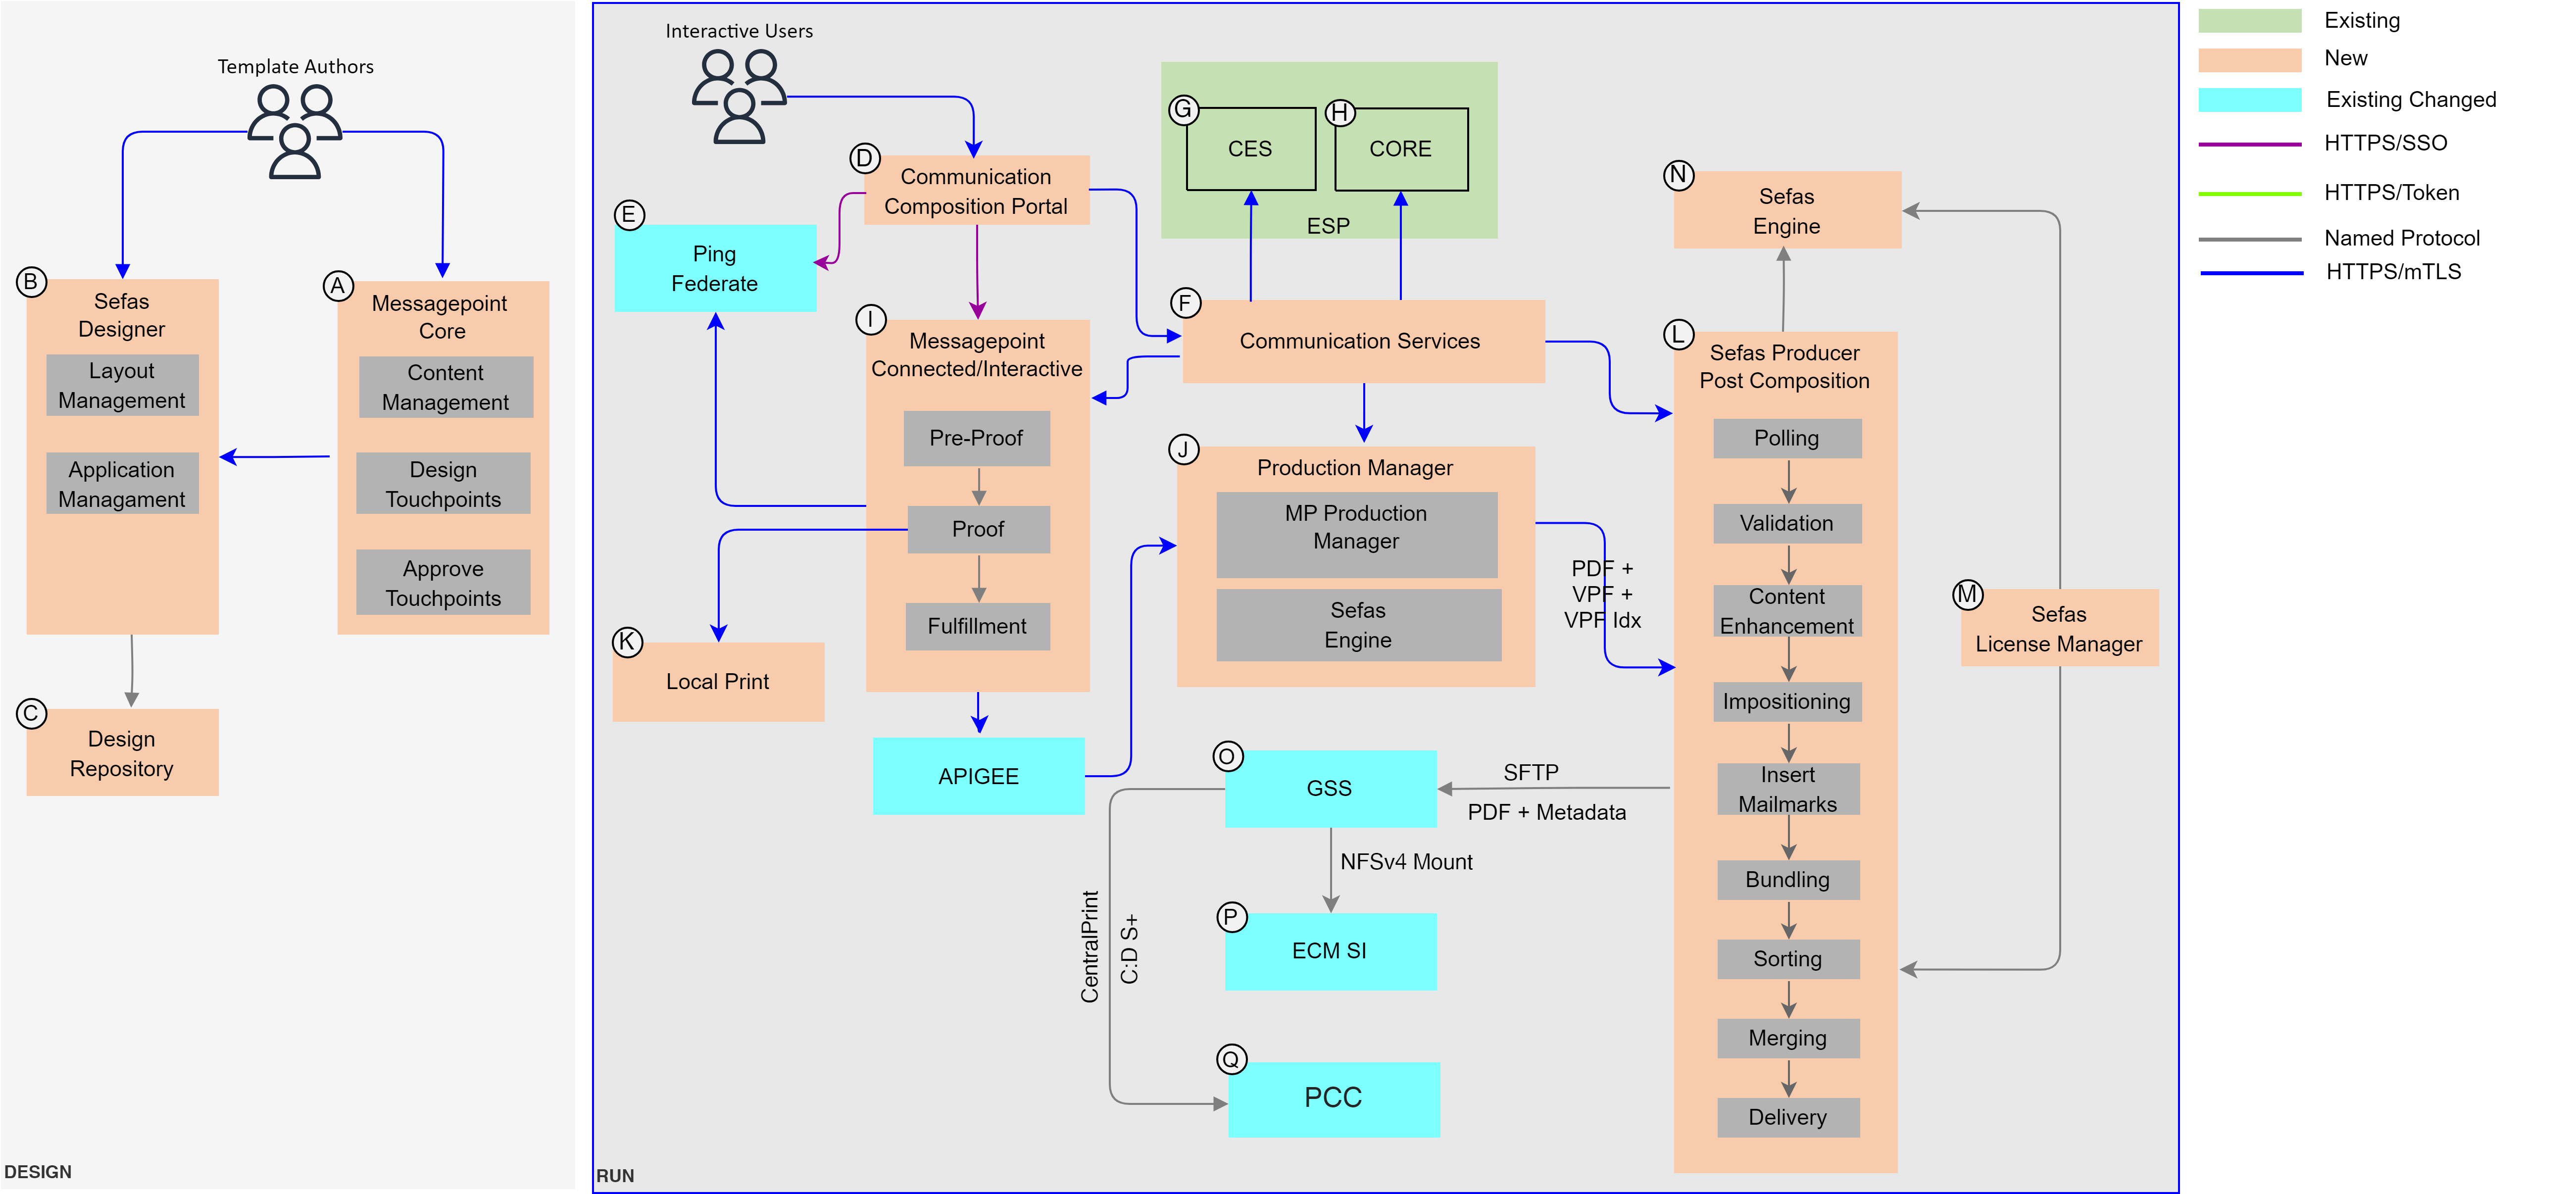 Template Authors
B
Sefas
Designer
Layout
Management
Application
Managament
A
Messagepoint
Core
Content
Management
Design
Touchpoints
Approve
Touchpoints
C
Design
Repository
DESIGN
Interactive Users
D
Communication
Composition Portal
E
Ping
Federate
G
CES
H
CORE
ESP
F
Communication Services
I
Messagepoint
Connected/Interactive
Pre-Proof
Proof
Fulfillment
J
Production Manager
MP Production
Manager
Sefas
Engine
PDF +
VPF +
VPF Idx
K
Local Print
APIGEE
O
GSS
SFTP
PDF + Metadata
NFSv4 Mount
CentralPrint
C:D S+
P
ECM SI
Q
PCC
N
Sefas
Engine
L
Sefas Producer
Post Composition
Polling
Validation
Content
Enhancement
Impositioning
Insert
Mailmarks
Bundling
Sorting
Merging
Delivery
M
Sefas
License Manager
RUN
Existing
New
Existing Changed
HTTPS/SSO
HTTPS/Token
Named Protocol
HTTPS/mTLS